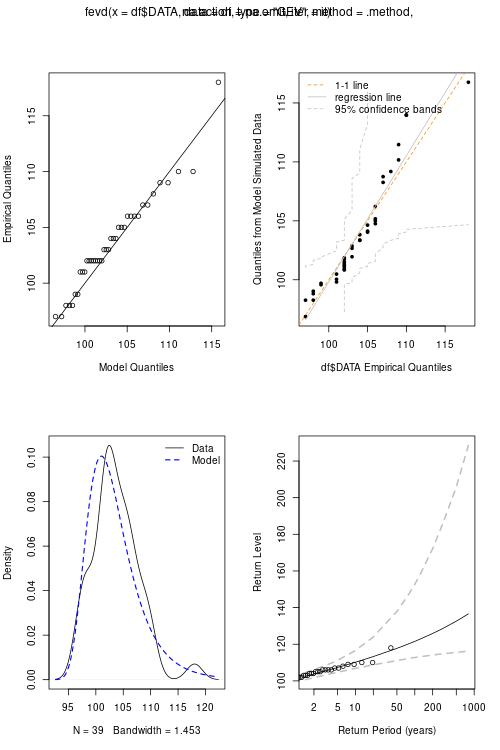 fevd(x = df$DATA, data = df, type = "GEV", method = .method,
115
110
105
100
Empirical Quantiles
100 105 110 115
Model Quantiles
1-1 line
regression line
95% confidence bands
115
110
105
100
Quantiles from Model Simulated Data
100 105 110 115
df$DATA Empirical Quantiles
Data
Model
0.10
0.08
0.06
0.04
0.02
0.00
Density
95 100 105 110 115 120
N = 39 Bandwidth = 1.453
220
200
180
160
140
120
100
Return Level
2 5 10 50 200 1000
Return Period (years)